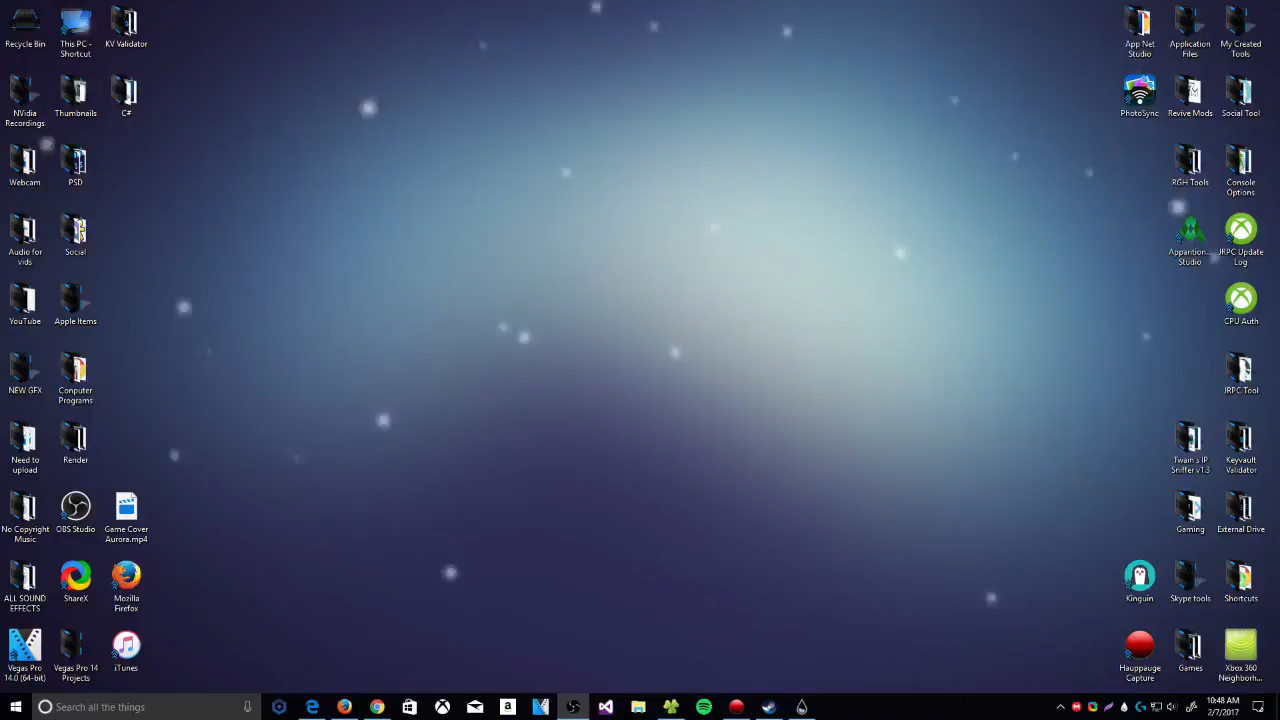 Recycle Bin
This PC -
Shortcut
KV Validator
NVidia
Recordings
Thumbnails
C#
Webcam
PSD
Audio for
vids
Social
YouTube
Apple Items
NEW GFX
Conputer
Programs
Need to
upload
Render
No Copyright
Music
OBS Studio
Game Cover
Aurora.mp4
ALL SOUND
EFFECTS
ShareX
Mozilla
Firefox
Vegas Pro
14.0 (64-bit)
Vegas Pro 14
Projects
iTunes
App Net
Studio
Application
Files
My Created
Tools
PhotoSync
Revive Mods
Social Tool
RGH Tools
Console
Options
Apparition...
Studio
JRPC Update
Log
CPU Auth
JRPC Tool
Twain's IP
Sniffer v1.3
Keyvault
Validator
Gaming
External Drive
Kinguin
Skype tools
Shortcuts
Hauppauge
Capture
Games
Xbox 360
Neighborh...
Search all the things
10:48 AM
2/7/2017